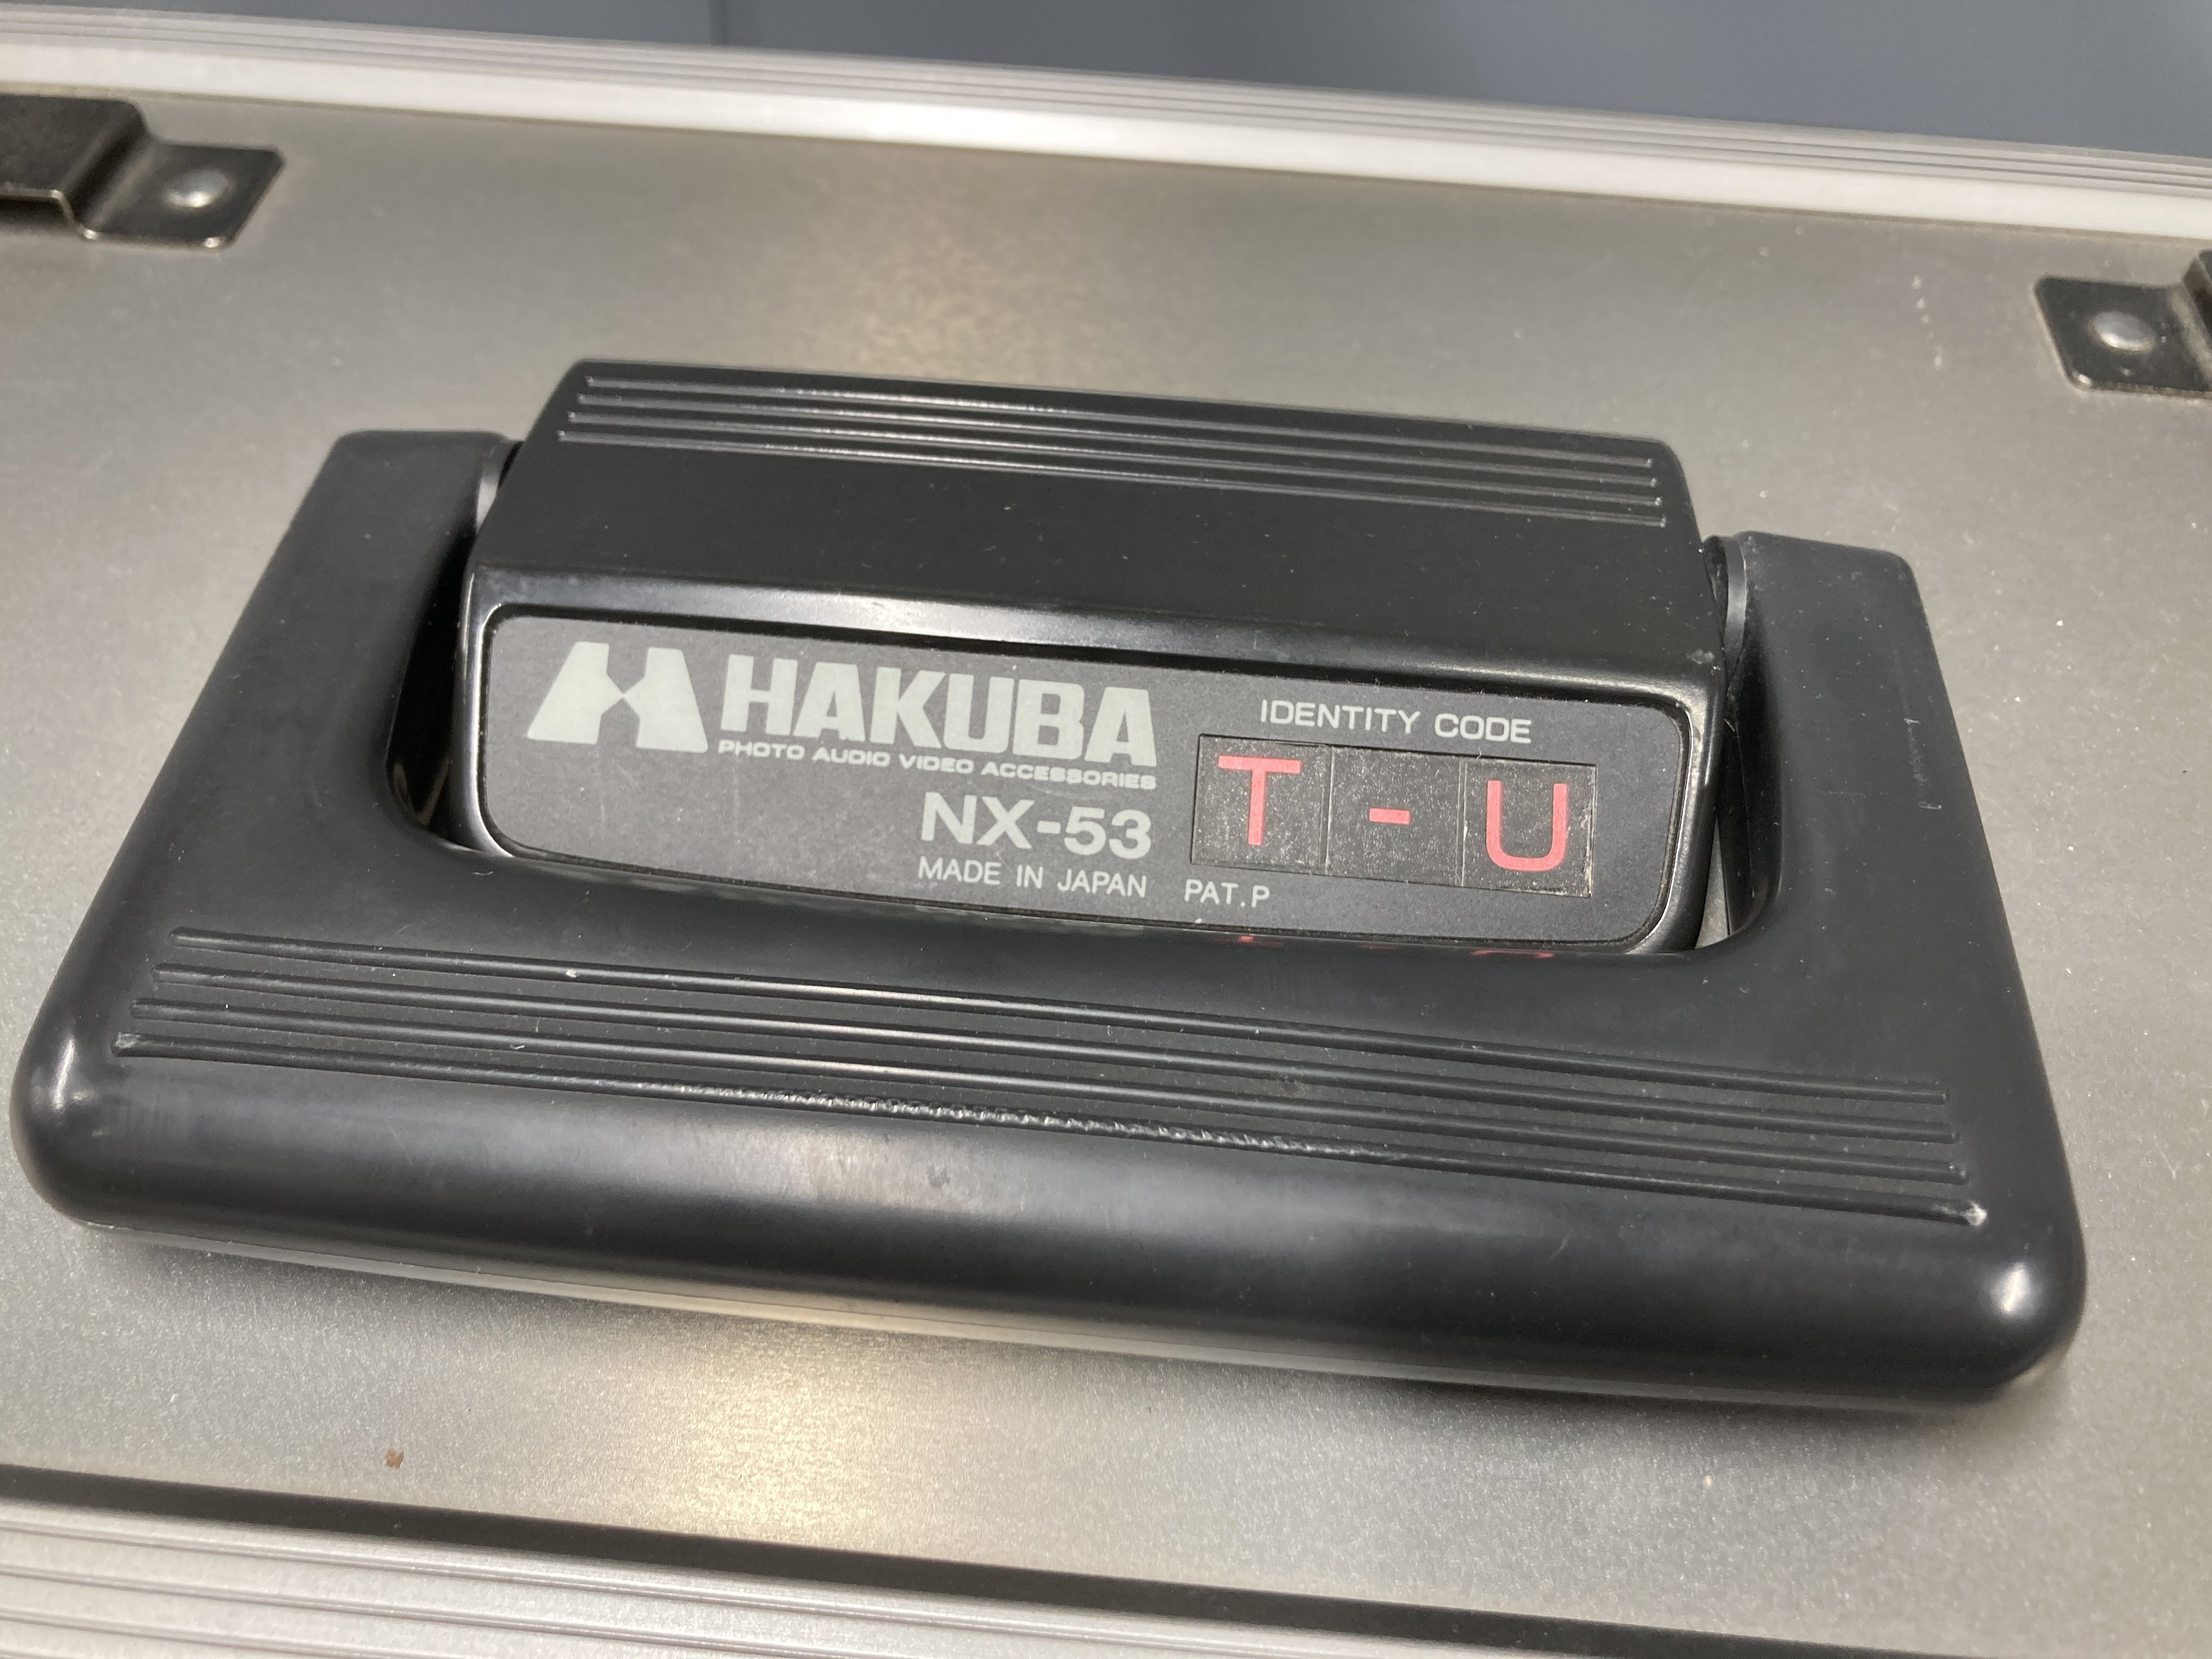 HAKUBA
PHOTO AUDIO VIDEO ACCESSORIES
NX-53
MADE IN JAPAN PAT.P
IDENTITY CODE
T - U